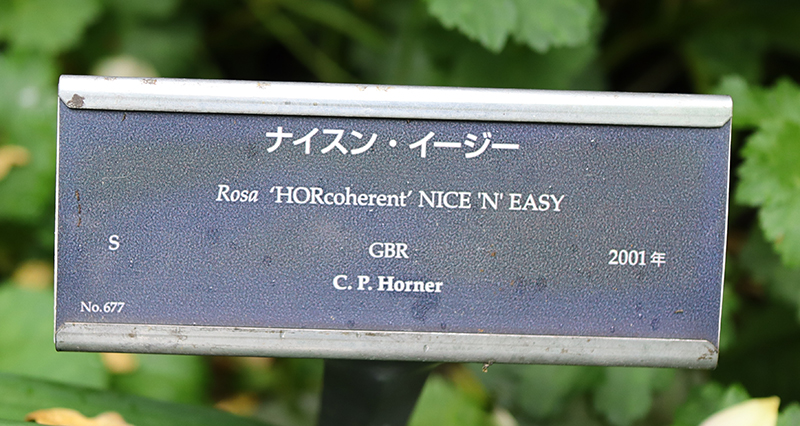 ナイスン・イージー
Rosa ‘HORcoherent’ NICE 'N' EASY
S GBR 2001年
C. P. Horner
No.677